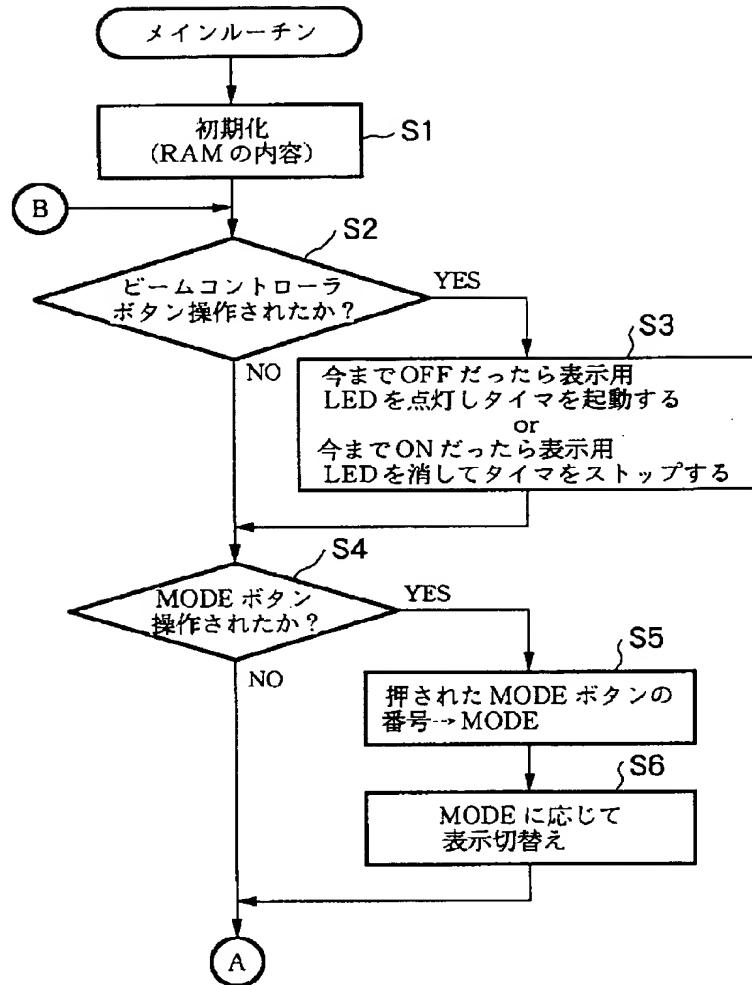 メインルーチン
初期化
(RAMの内容)
S1
B
S2
ビームコントローラ
ボタン操作されたか?
YES
NO
S3
今までOFFだったら表示用
LEDを点灯しタイマを起動する
or
今までONだったら表示用
LEDを消してタイマをストップする
S4
MODEボタン
操作されたか?
YES
NO
S5
押されたMODEボタンの
番号→MODE
S6
MODEに応じて
表示切替え
A